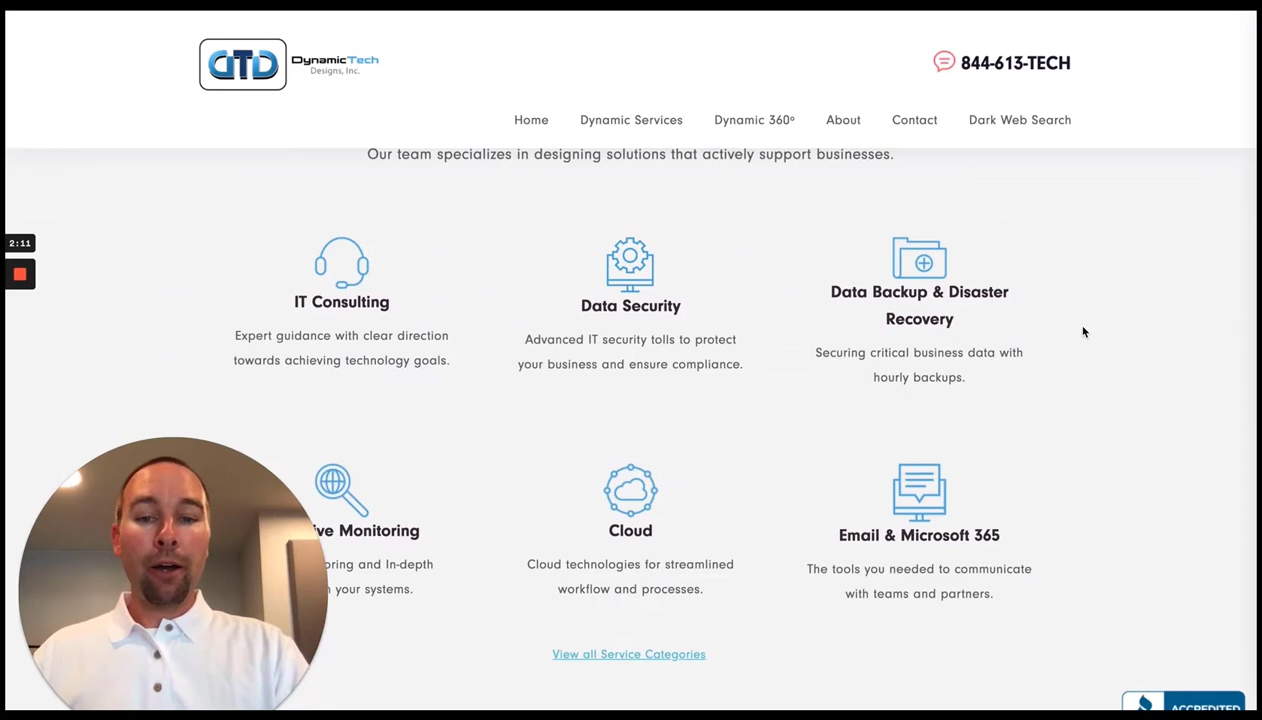 DTD
DynamicTech
Designs, Inc.
844-613-TECH
Home Dynamic Services Dynamic 360º About Contact Dark Web Search
Our team specializes in designing solutions that actively support businesses.
2:11
IT Consulting
Expert guidance with clear direction
towards achieving technology goals.
Data Security
Advanced IT security tolls to protect
your business and ensure compliance.
Data Backup & Disaster
Recovery
Securing critical business data with
hourly backups.
ive Monitoring
oring and In-depth
your systems.
Cloud
Cloud technologies for streamlined
workflow and processes.
Email & Microsoft 365
The tools you needed to communicate
with teams and partners.
View all Service Categories
ACCREDITED